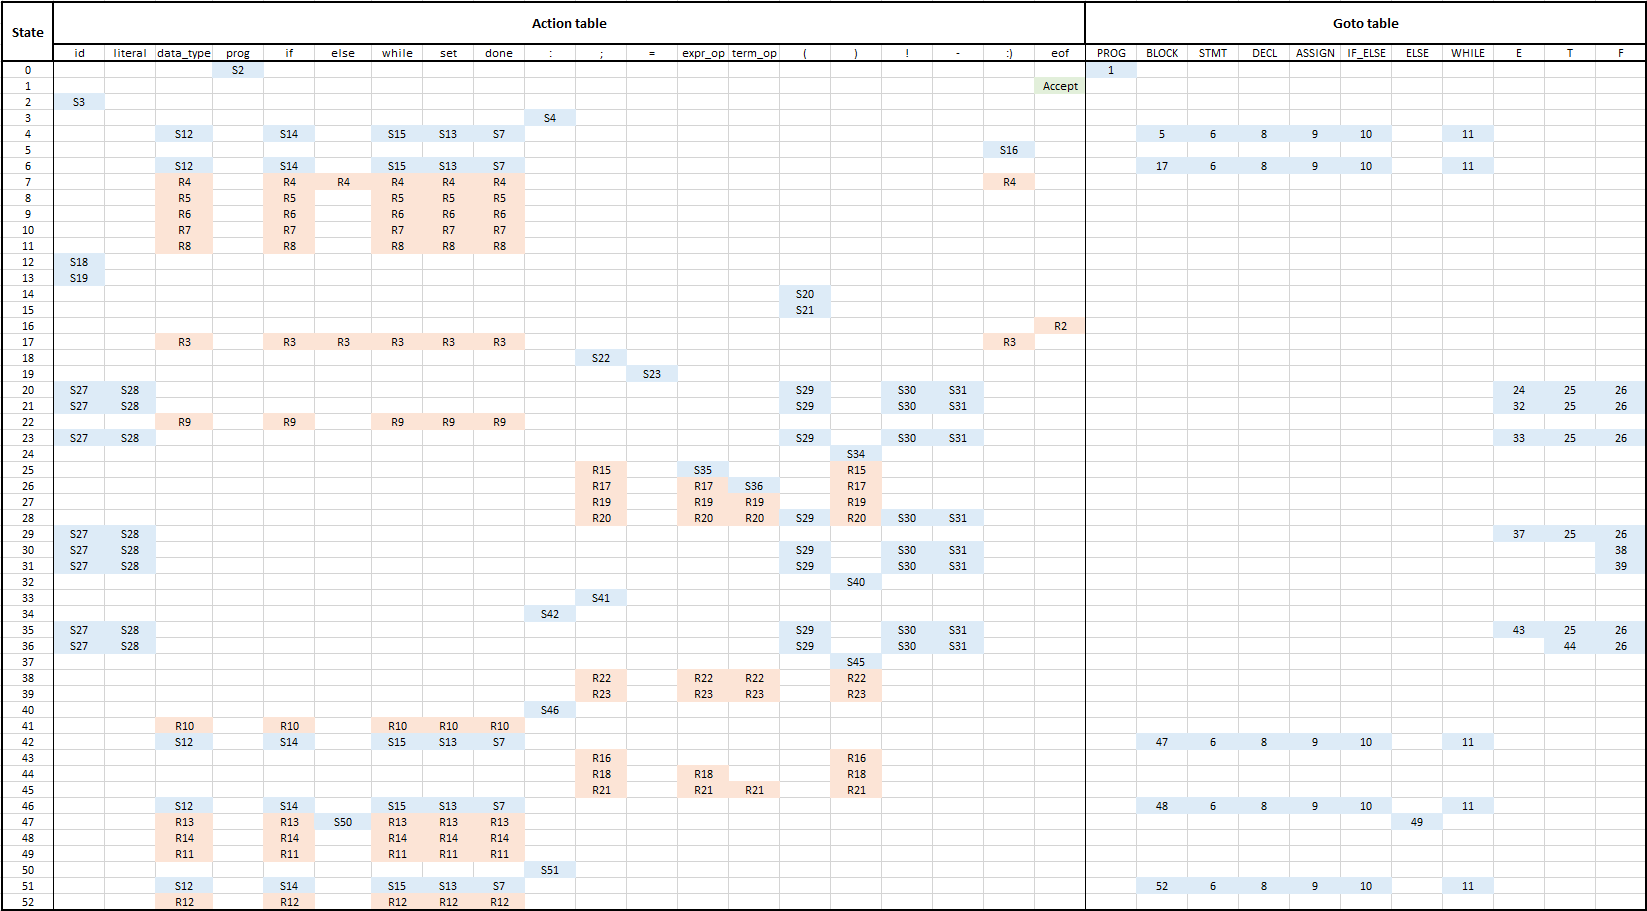 State Action table Goto table
id literal data_type prog if else while set done : ; = expr_op term_op ( ) ! - :) eof PROG BLOCK STMT DECL ASSIGN IF_ELSE ELSE WHILE E T F
0 S2 1
1 Accept
2 S3
3 S4
4 S12 S14 S15 S13 S7 5 6 8 9 10 11
5 S16
6 S12 S14 S15 S13 S7 17 6 8 9 10 11
7 R4 R4 R4 R4 R4 R4 R4
8 R5 R5 R5 R5 R5
9 R6 R6 R6 R6 R6
10 R7 R7 R7 R7 R7
11 R8 R8 R8 R8 R8
12 S18
13 S19
14 S20
15 S21
16 R2
17 R3 R3 R3 R3 R3 R3 R3
18 S22
19 S23
20 S27 S28 S29 S30 S31 24 25 26
21 S27 S28 S29 S30 S31 32 25 26
22 R9 R9 R9 R9 R9
23 S27 S28 S29 S30 S31 33 25 26
24 S34
25 R15 S35 R15
26 R17 R17 S36 R17
27 R19 R19 R19 R19
28 R20 R20 R20 S29 R20 S30 S31
29 S27 S28 37 25 26
30 S27 S28 S29 S30 S31 38
31 S27 S28 S29 S30 S31 39
32 S40
33 S41
34 S42
35 S27 S28 S29 S30 S31 43 25 26
36 S27 S28 S29 S30 S31 44 26
37 S45
38 R22 R22 R22 R22
39 R23 R23 R23 R23
40 S46
41 R10 R10 R10 R10 R10
42 S12 S14 S15 S13 S7 47 6 8 9 10 11
43 R16 R16
44 R18 R18 R18
45 R21 R21 R21 R21
46 S12 S14 S15 S13 S7 48 6 8 9 10 11
47 R13 R13 S50 R13 R13 R13 49
48 R14 R14 R14 R14 R14
49 R11 R11 R11 R11 R11
50 S51
51 S12 S14 S15 S13 S7 52 6 8 9 10 11
52 R12 R12 R12 R12 R12